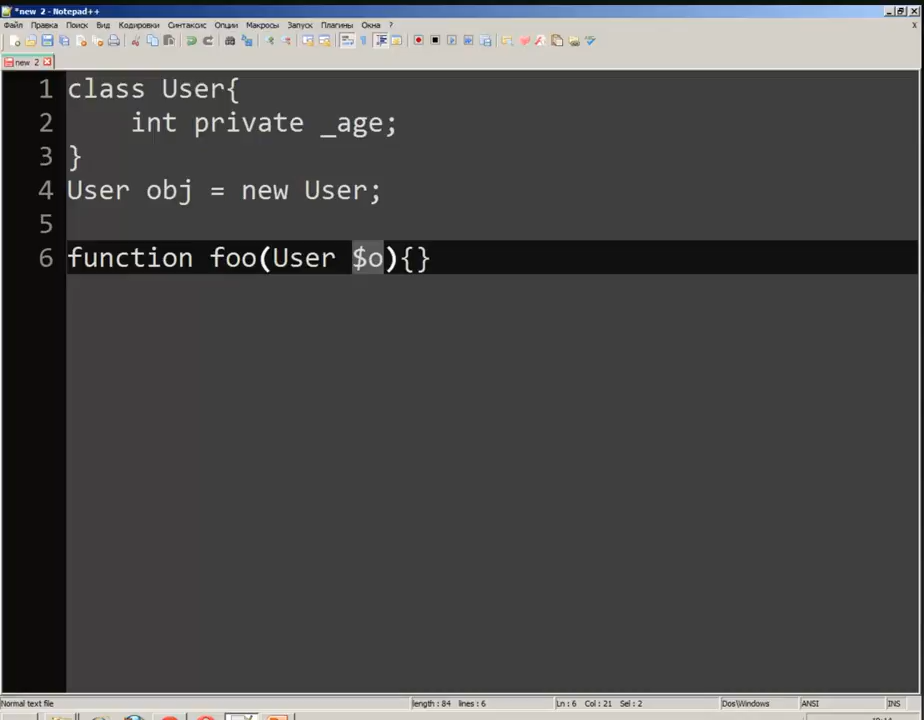 *new 2 - Notepad++
Файл Правка Поиск Вид Кодировки Синтаксис Опции Макросы Запуск Плагины Окна ?
X
new 2
1 class User{
2 int private _age;
3 }
4 User obj = new User;
5
6 function foo(User $o){}
Normal text file length : 84 lines : 6 Ln : 6 Col : 21 Sel : 2 Dos\Windows ANSI INS